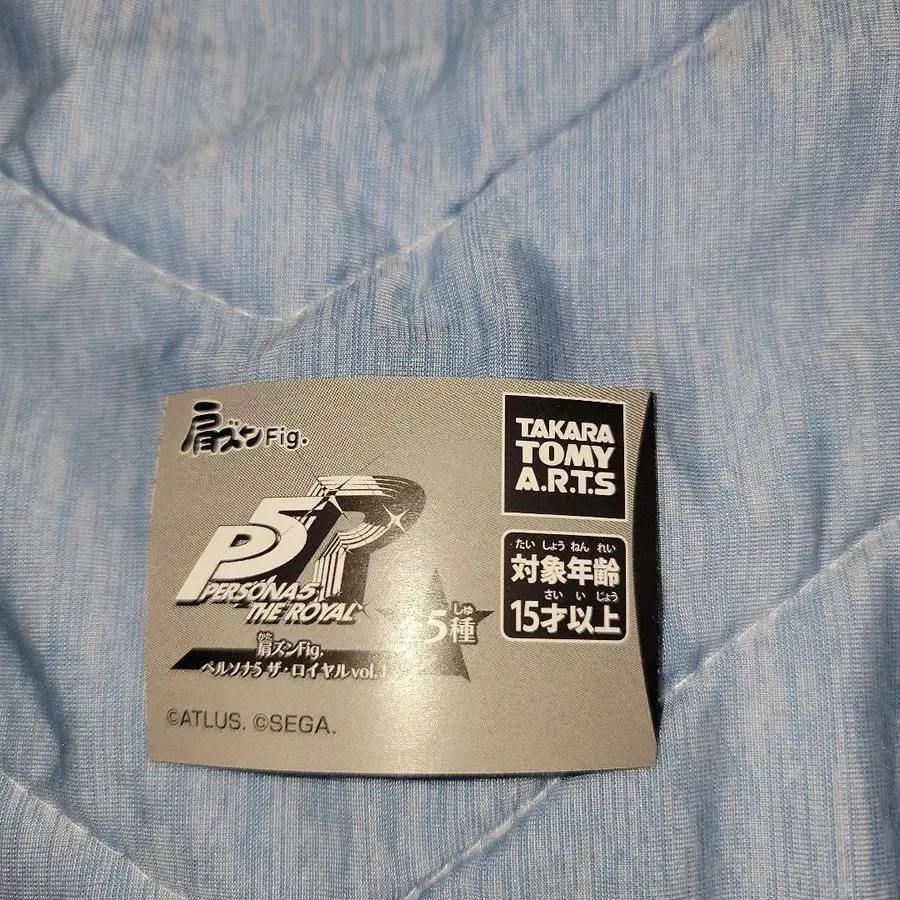 肩ズンFig.
TAKARA
TOMY
A.R.T.S
P5R
PERSONA5
THE ROYAL
たいしょうねんれい
対象年齢
さいいじょう
15才以上
しゅ
全5種
かた
肩ズンFig.
ペルソナ5 ザ・ロイヤル vol.1
©ATLUS. ©SEGA.